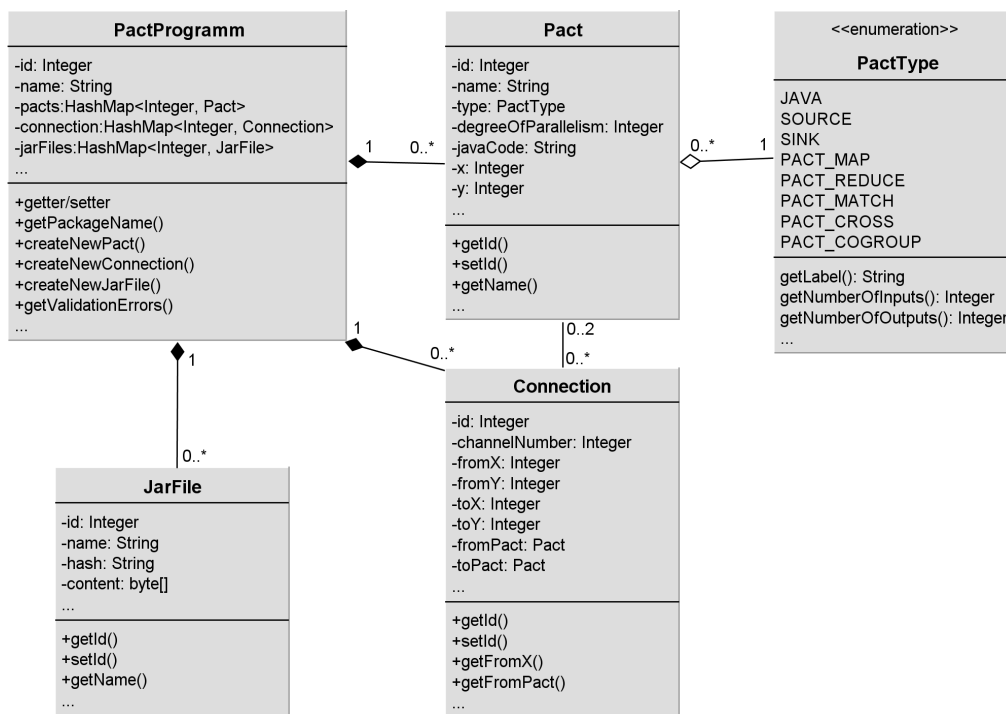 PactProgramm
-id: Integer
-name: String
-pacts:HashMap<Integer, Pact>
-connection:HashMap<Integer, Connection>
-jarFiles:HashMap<Integer, JarFile>
...
+getter/setter
+getPackageName()
+createNewPact()
+createNewConnection()
+createNewJarFile()
+getValidationErrors()
...
1
0..*
Pact
-id: Integer
-name: String
-type: PactType
-degreeOfParallelism: Integer
-javaCode: String
-x: Integer
-y: Integer
...
+getId()
+setId()
+getName()
...
0..*
1
<<enumeration>>
PactType
JAVA
SOURCE
SINK
PACT_MAP
PACT_REDUCE
PACT_MATCH
PACT_CROSS
PACT_COGROUP
getLabel(): String
getNumberOfInputs(): Integer
getNumberOfOutputs(): Integer
...
1
0..*
0..2
0..*
1
0..*
JarFile
-id: Integer
-name: String
-hash: String
-content: byte[]
...
+getId()
+setId()
+getName()
...
Connection
-id: Integer
-channelNumber: Integer
-fromX: Integer
-fromY: Integer
-toX: Integer
-toY: Integer
-fromPact: Pact
-toPact: Pact
...
+getId()
+setId()
+getFromX()
+getFromPact()
...